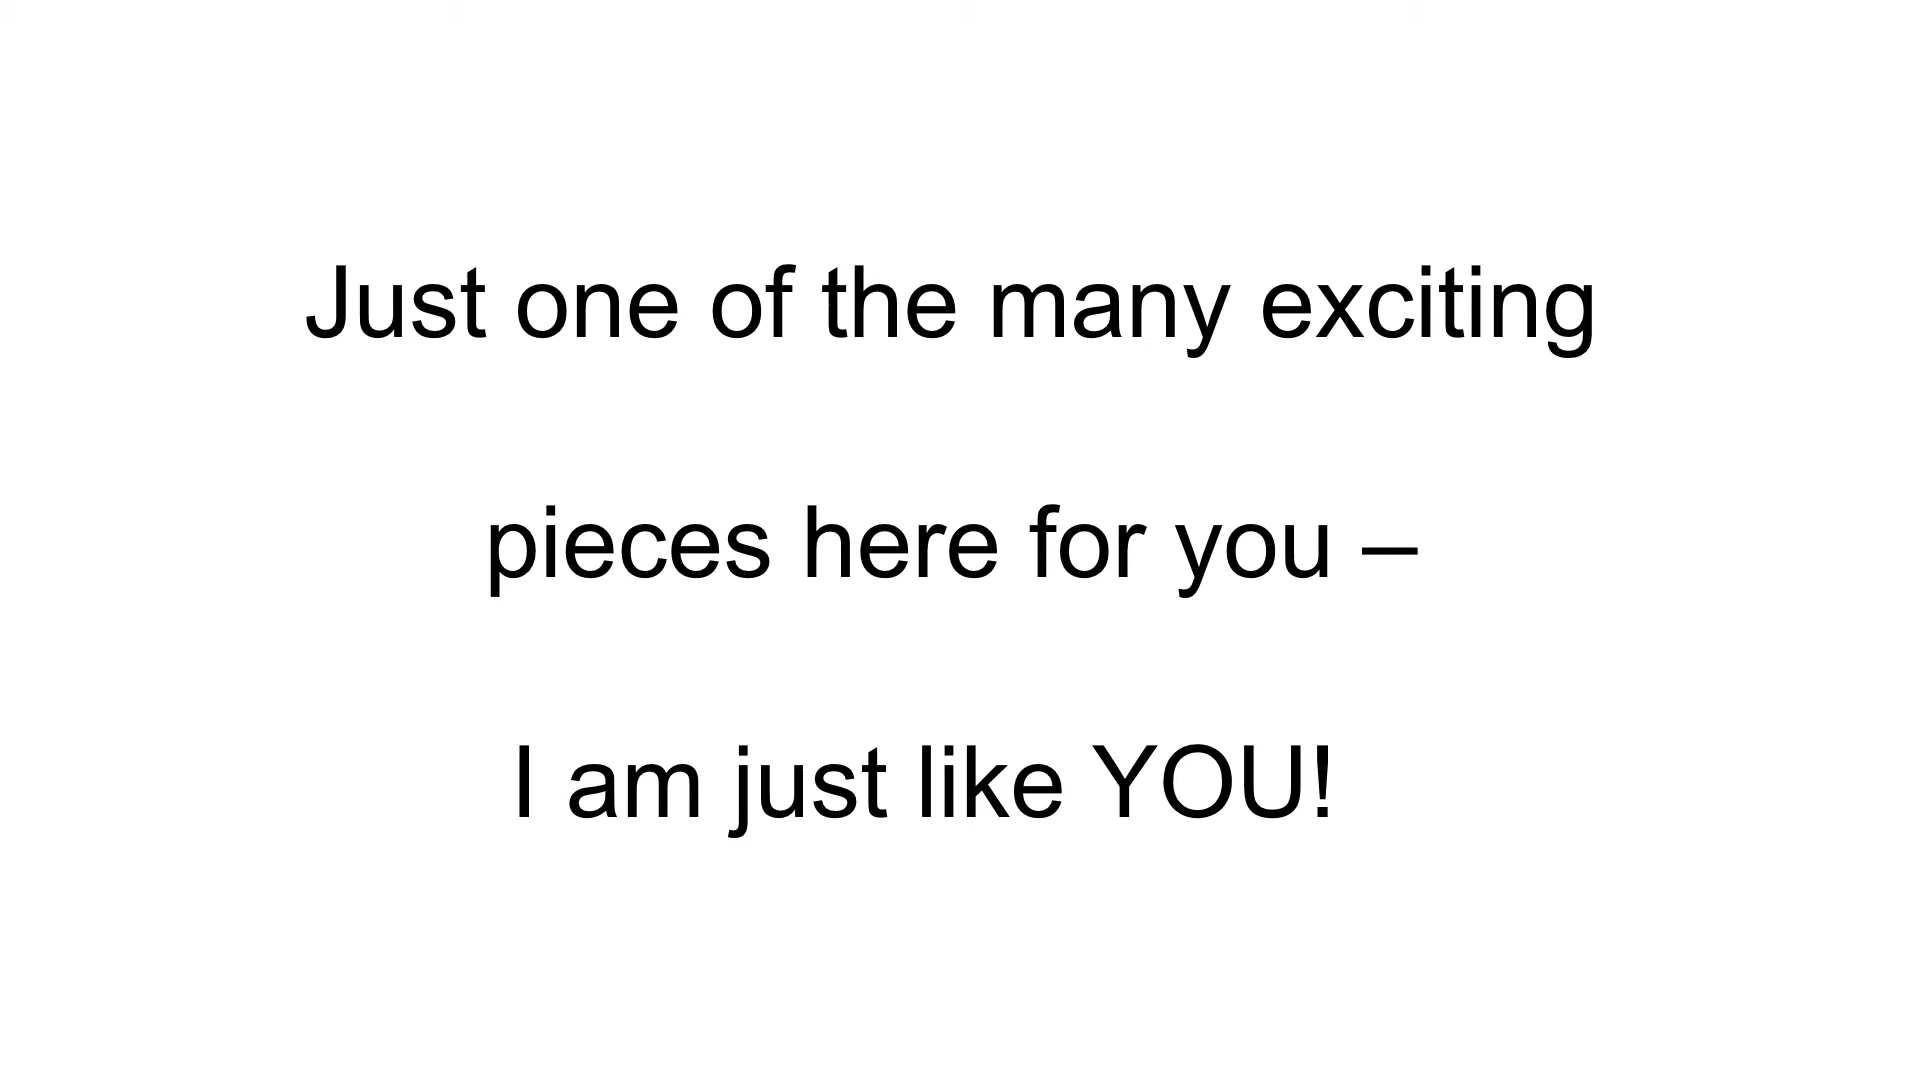 Just one of the many exciting
pieces here for you –
I am just like YOU!